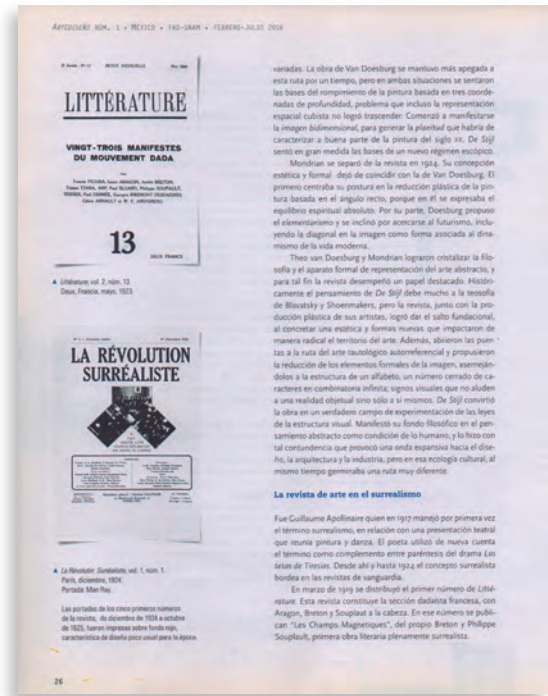 ARTEDISEÑO NÚM. 1 • MÉXICO • FAD-UNAM • FEBRERO-JULIO 2016
LITTÉRATURE
VINGT-TROIS MANIFESTES
DU MOUVEMENT DADA
13
DEUX FRANCS
▲ Littérature, vol. 2, núm. 13.
Deux, Francia, mayo, 1923.
LA RÉVOLUTION
SURRÉALISTE
▲ La Révolution Surréaliste, vol. 1, núm. 1.
París, diciembre, 1924.
Portada: Man Ray.
Las portadas de los cinco primeros números
de la revista, de diciembre de 1924 a octubre
de 1925, fueron impresas sobre fondo rojo,
característica de diseño poco usual para la época.
variadas. La obra de Van Doesburg se mantuvo más apegada a
esta ruta por un tiempo, pero en ambas situaciones se sentaron
las bases del rompimiento de la pintura basada en tres coorde-
nadas de profundidad, problema que incluso la representación
espacial cubista no logró trascender. Comenzó a manifestarse
la imagen bidimensional, para generar la planitud que habría de
caracterizar a buena parte de la pintura del siglo XX. De Stijl
sentó en gran medida las bases de un nuevo régimen escópico.
Mondrian se separó de la revista en 1924. Su concepción
estética y formal dejó de coincidir con la de Van Doesburg. El
primero centraba su postura en la reducción plástica de la pin-
tura basada en el ángulo recto, porque en él se expresaba el
equilibrio espiritual absoluto. Por su parte, Doesburg propuso
el elementarismo y se inclinó por acercarse al futurismo, inclu-
yendo la diagonal en la imagen como forma asociada al dina-
mismo de la vida moderna.
Theo van Doesburg y Mondrian lograron cristalizar la filo-
sofía y el aparato formal de representación del arte abstracto, y
para tal fin la revista desempeñó un papel destacado. Históri-
camente el pensamiento de De Stijl debe mucho a la teosofía
de Blavatsky y Shoenmakers, pero la revista, junto con la pro-
ducción plástica de sus artistas, logró dar el salto fundacional,
al concretar una estética y formas nuevas que impactaron de
manera radical el territorio del arte. Además, abrieron las puer-
tas a la ruta del arte tautológico autorreferencial y propusieron
la reducción de los elementos formales de la imagen, asemeján-
dolos a la estructura de un alfabeto, un número cerrado de ca-
racteres en combinatoria infinita; signos visuales que no aluden
a una realidad objetual sino sólo a sí mismos. De Stijl convirtió
la obra en un verdadero campo de experimentación de las leyes
de la estructura visual. Manifestó su fondo filosófico en el pen-
samiento abstracto como condición de lo humano, y lo hizo con
tal contundencia que provocó una onda expansiva hacia el dise-
ño, la arquitectura y la industria, pero en esa ecología cultural, al
mismo tiempo germinaba una ruta muy diferente.
La revista de arte en el surrealismo
Fue Guillaume Apollinaire quien en 1917 manejó por primera vez
el término surrealismo, en relación con una presentación teatral
que reunía pintura y danza. El poeta utilizó de nueva cuenta
el término como complemento entre paréntesis del drama Las
tetas de Tiresias. Desde ahí y hasta 1924 el concepto surrealista
bordea en las revistas de vanguardia.
En marzo de 1919 se distribuyó el primer número de Litté-
rature. Esta revista constituye la sección dadaísta francesa, con
Aragon, Breton y Souplaut a la cabeza. En ese número se publi-
can "Les Champs Magnetiques", del propio Breton y Philippe
Souplault, primera obra literaria plenamente surrealista.
26